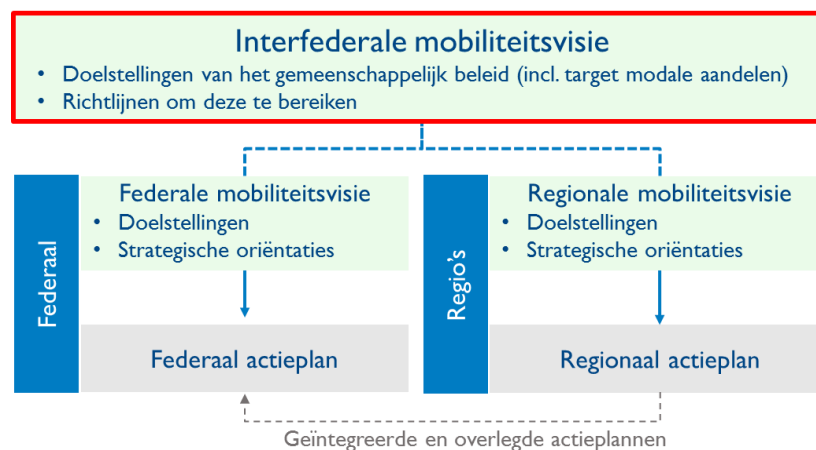 Interfederale mobiliteitsvisie
• Doelstellingen van het gemeenschappelijk beleid (incl. target modale aandelen)
• Richtlijnen om deze te bereiken
Federaal
Federale mobiliteitsvisie
• Doelstellingen
• Strategische oriëntaties
Federaal actieplan
Regio's
Regionale mobiliteitsvisie
• Doelstellingen
• Strategische oriëntaties
Regionaal actieplan
Geïntegreerde en overlegde actieplannen